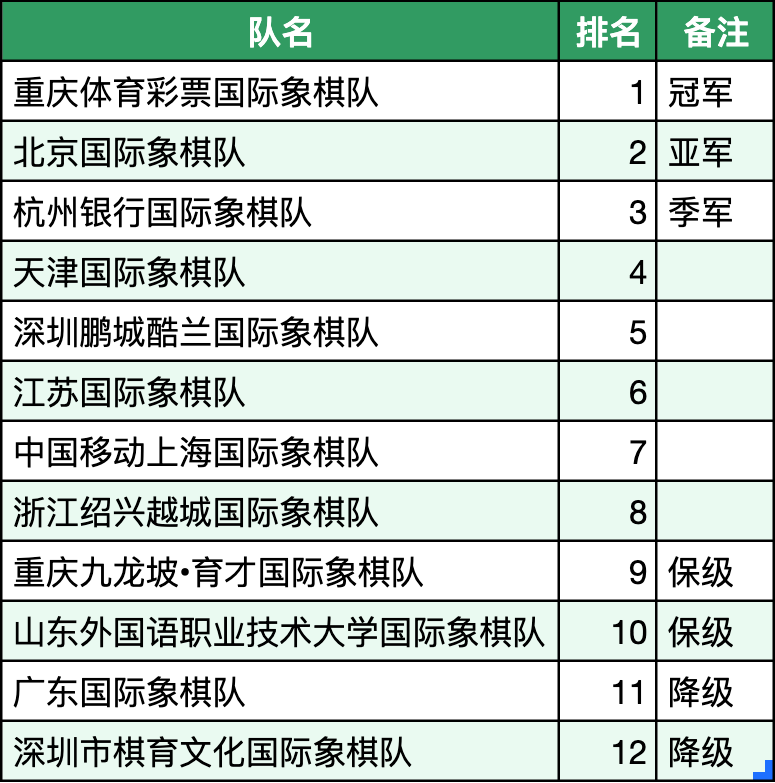 队名 排名 备注
重庆体育彩票国际象棋队 1 冠军
北京国际象棋队 2 亚军
杭州银行国际象棋队 3 季军
天津国际象棋队 4
深圳鹏城酷兰国际象棋队 5
江苏国际象棋队 6
中国移动上海国际象棋队 7
浙江绍兴越城国际象棋队 8
重庆九龙坡•育才国际象棋队 9 保级
山东外国语职业技术大学国际象棋队 10 保级
广东国际象棋队 11 降级
深圳市棋育文化国际象棋队 12 降级